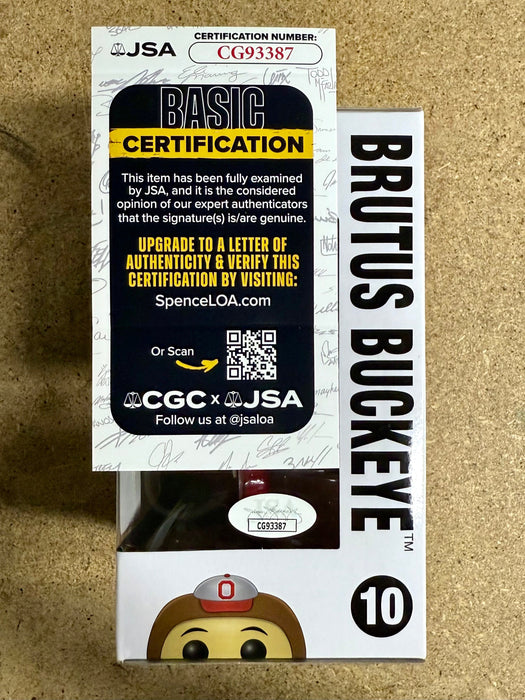 JSA
CERTIFICATION NUMBER:
CG93387
BASIC
CERTIFICATION
This item has been fully examined
by JSA, and it is the considered
opinion of our expert authenticators
that the signature(s) is/are genuine.
UPGRADE TO A LETTER OF
AUTHENTICITY & VERIFY THIS
CERTIFICATION BY VISITING:
SpenceLOA.com
Or Scan
CGC x JSA
Follow us at @jsaloa
BRUTUS BUCKEYE™
10
CG93387
O